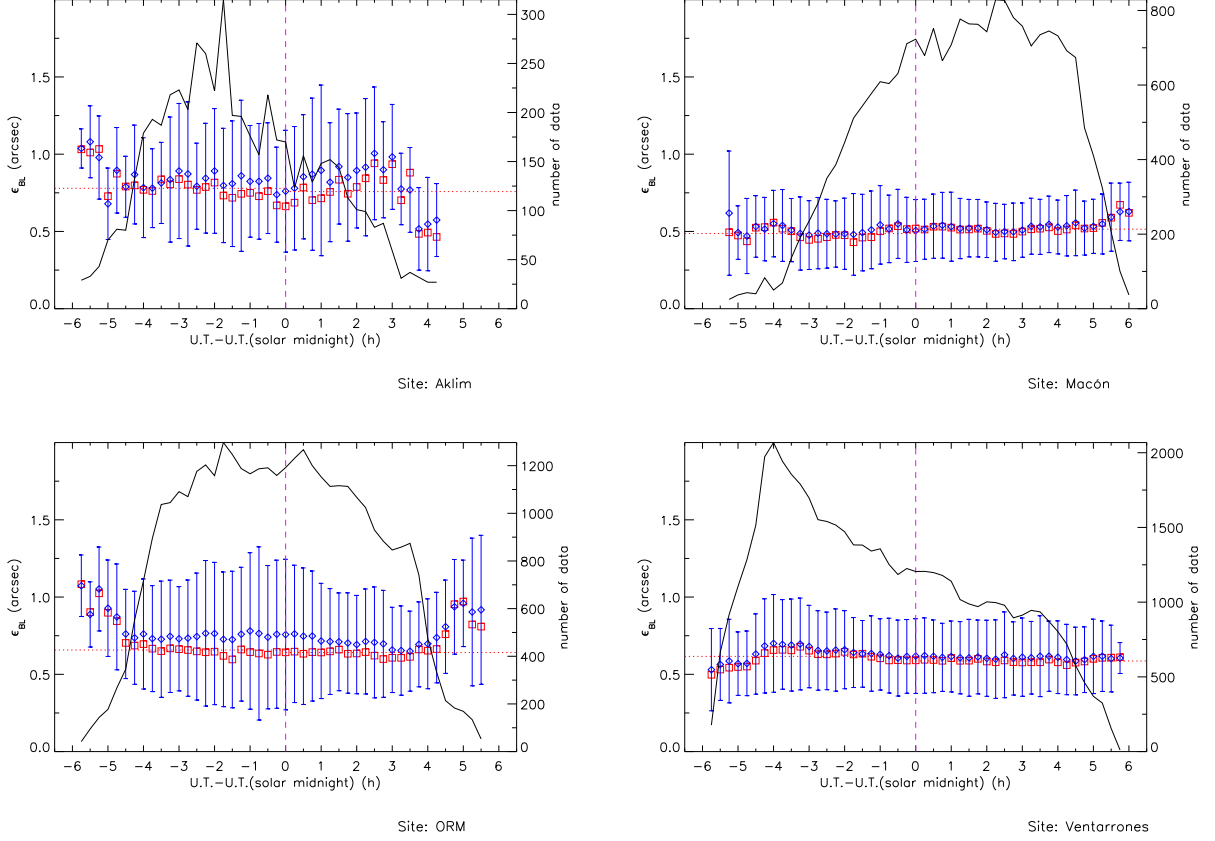 300
250
200
150
100
50
0
1.5
1.0
0.5
0.0
ε BL (arcsec)
number of data
−6 −5 −4 −3 −2 −1 0 1 2 3 4 5 6
U.T.−U.T.(solar midnight) (h)
Site: Aklim
800
600
400
200
0
1.5
1.0
0.5
0.0
ε BL (arcsec)
number of data
−6 −5 −4 −3 −2 −1 0 1 2 3 4 5 6
U.T.−U.T.(solar midnight) (h)
Site: Macón
1200
1000
800
600
400
200
0
1.5
1.0
0.5
0.0
ε BL (arcsec)
number of data
−6 −5 −4 −3 −2 −1 0 1 2 3 4 5 6
U.T.−U.T.(solar midnight) (h)
Site: ORM
2000
1500
1000
500
0
1.5
1.0
0.5
0.0
ε BL (arcsec)
number of data
−6 −5 −4 −3 −2 −1 0 1 2 3 4 5 6
U.T.−U.T.(solar midnight) (h)
Site: Ventarrones